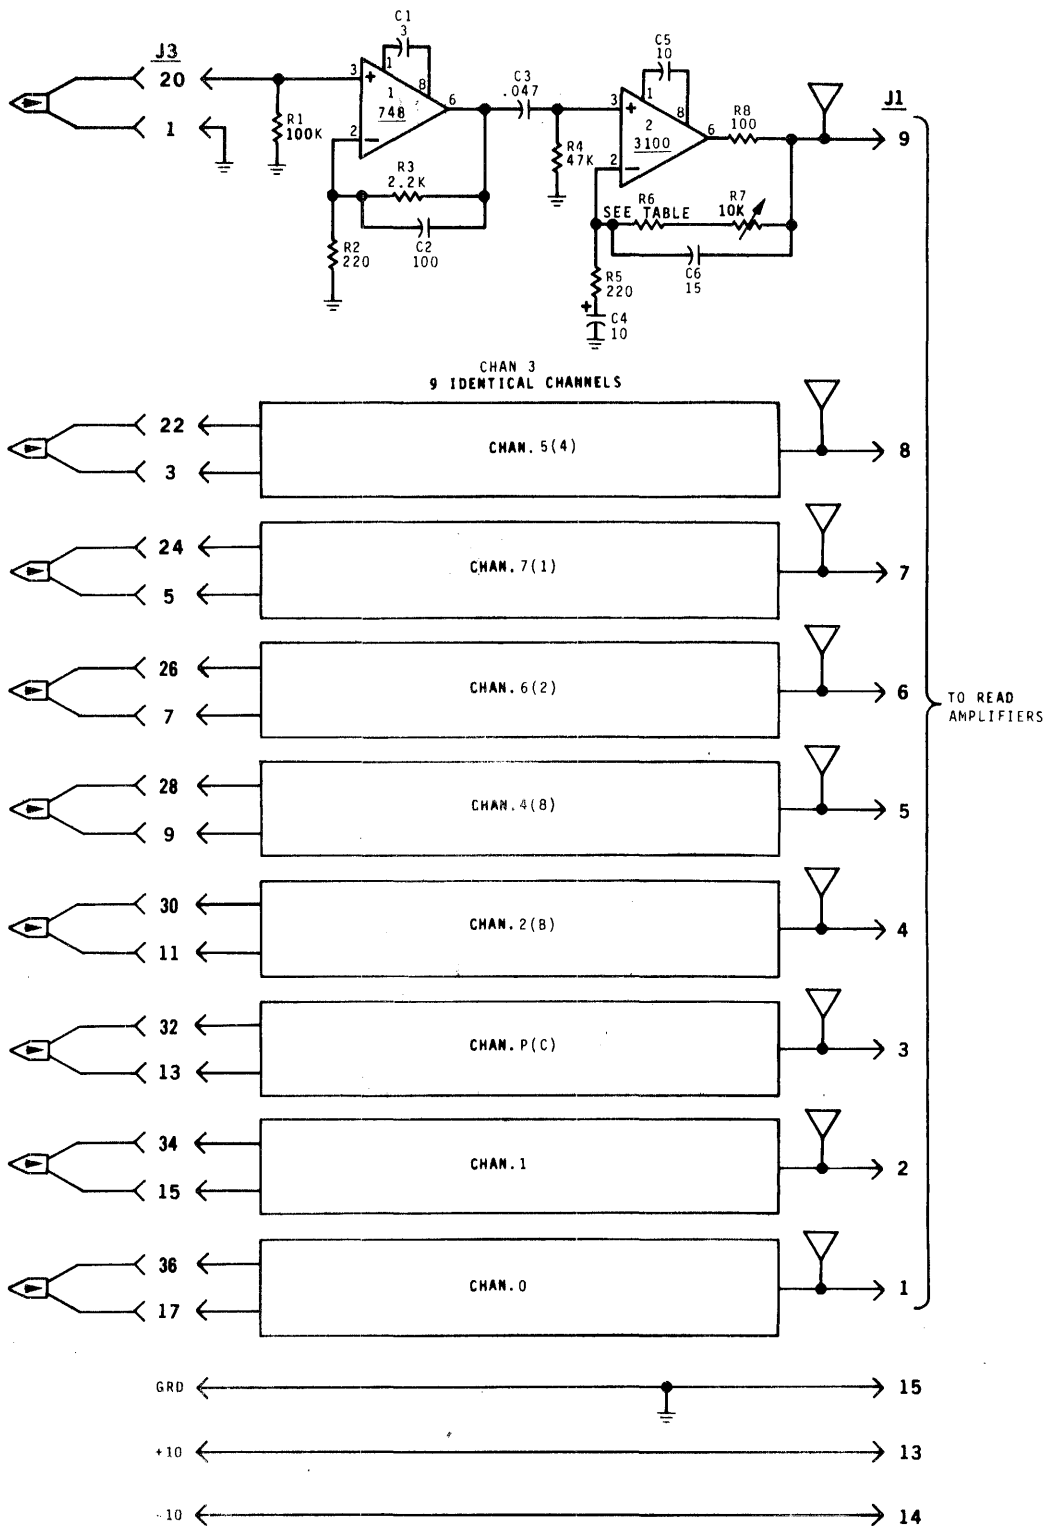 J3
20
1
C1
3
3
1
8
1
748
6
2
R1
100K
R3
2.2K
C2
100
R2
220
C3
.047
R4
47K
C5
10
3
1
8
2
3100
6
2
R8
100
R6
SEE TABLE
R7
10K
C6
15
R5
220
+
C4
10
J1
9
CHAN 3
9 IDENTICAL CHANNELS
22
3
CHAN.5(4)
8
24
5
CHAN.7(1)
7
26
7
CHAN.6(2)
6
28
9
CHAN.4(8)
5
30
11
CHAN.2(B)
4
32
13
CHAN.P(C)
3
34
15
CHAN.1
2
36
17
CHAN.0
1
TO READ
AMPLIFIERS
GRD
15
+10
13
-10
14